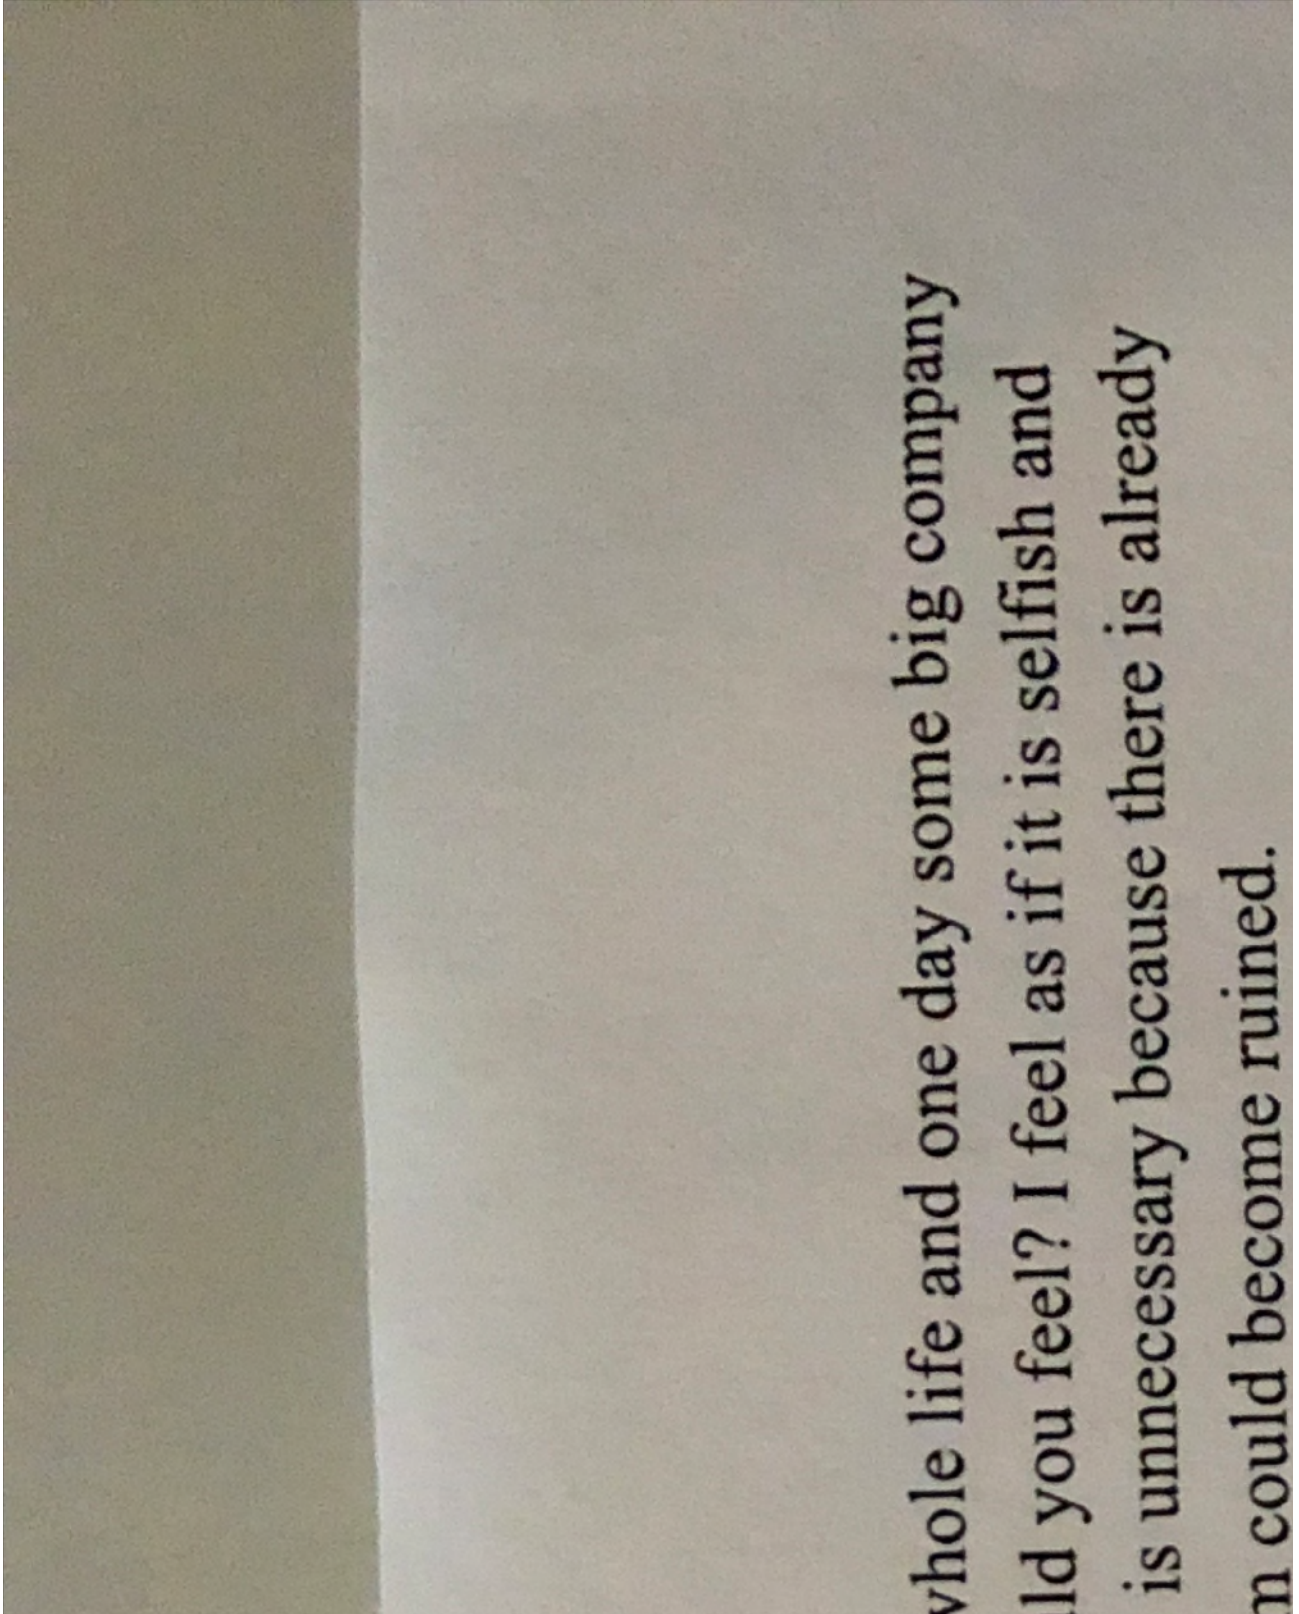 whole life and one day some big company
ld you feel? I feel as if it is selfish and
is unnecessary because there is already
could become ruined.